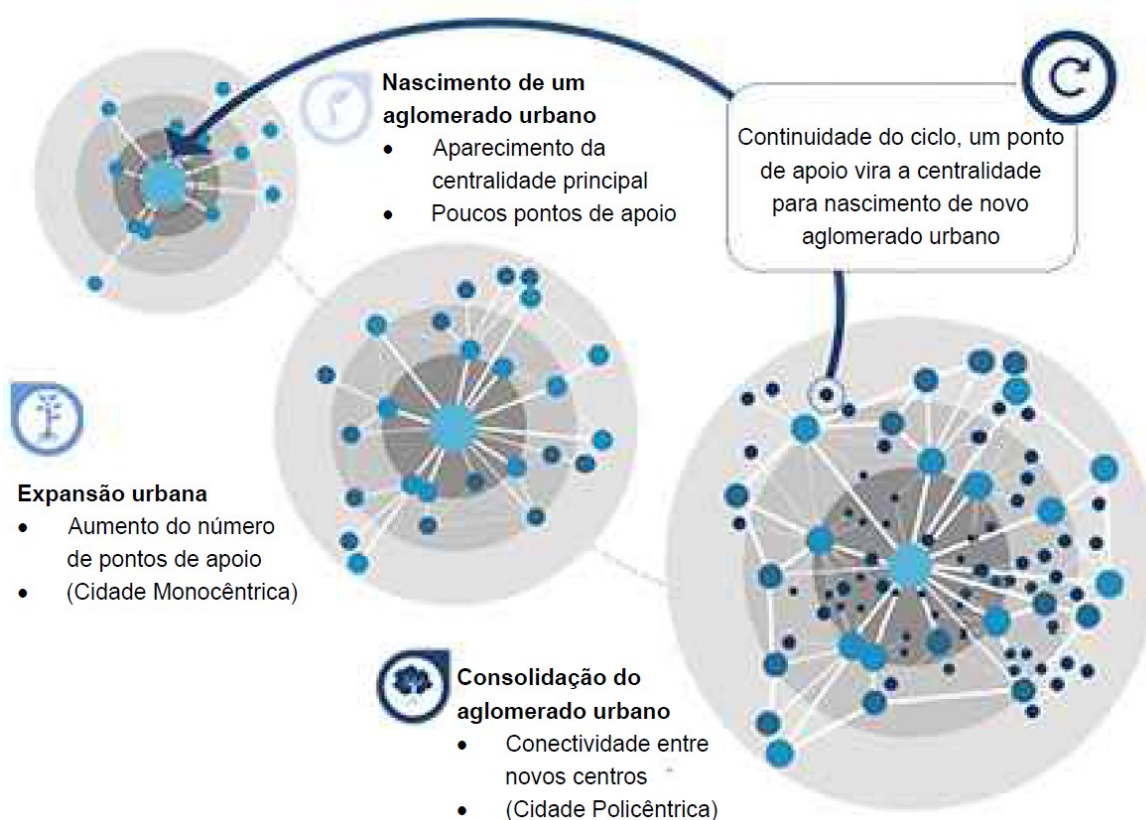 Nascimento de um
aglomerado urbano
• Aparecimento da
centralidade principal
• Poucos pontos de apoio
Continuidade do ciclo, um ponto
de apoio vira a centralidade
para nascimento de novo
aglomerado urbano
Expansão urbana
• Aumento do número
de pontos de apoio
• (Cidade Monocêntrica)
Consolidação do
aglomerado urbano
• Conectividade entre
novos centros
• (Cidade Policêntrica)